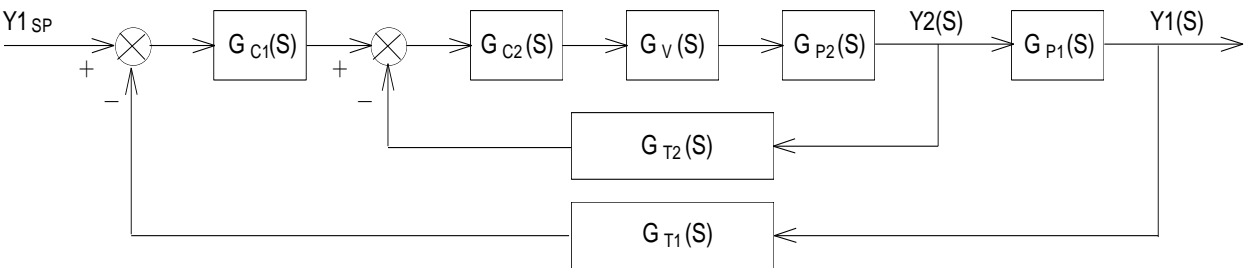 Y1 SP
G C1(S)
G C2(S)
G V(S)
G P2(S)
Y2(S)
G P1(S)
Y1(S)
+
−
+
−
G T2(S)
G T1(S)